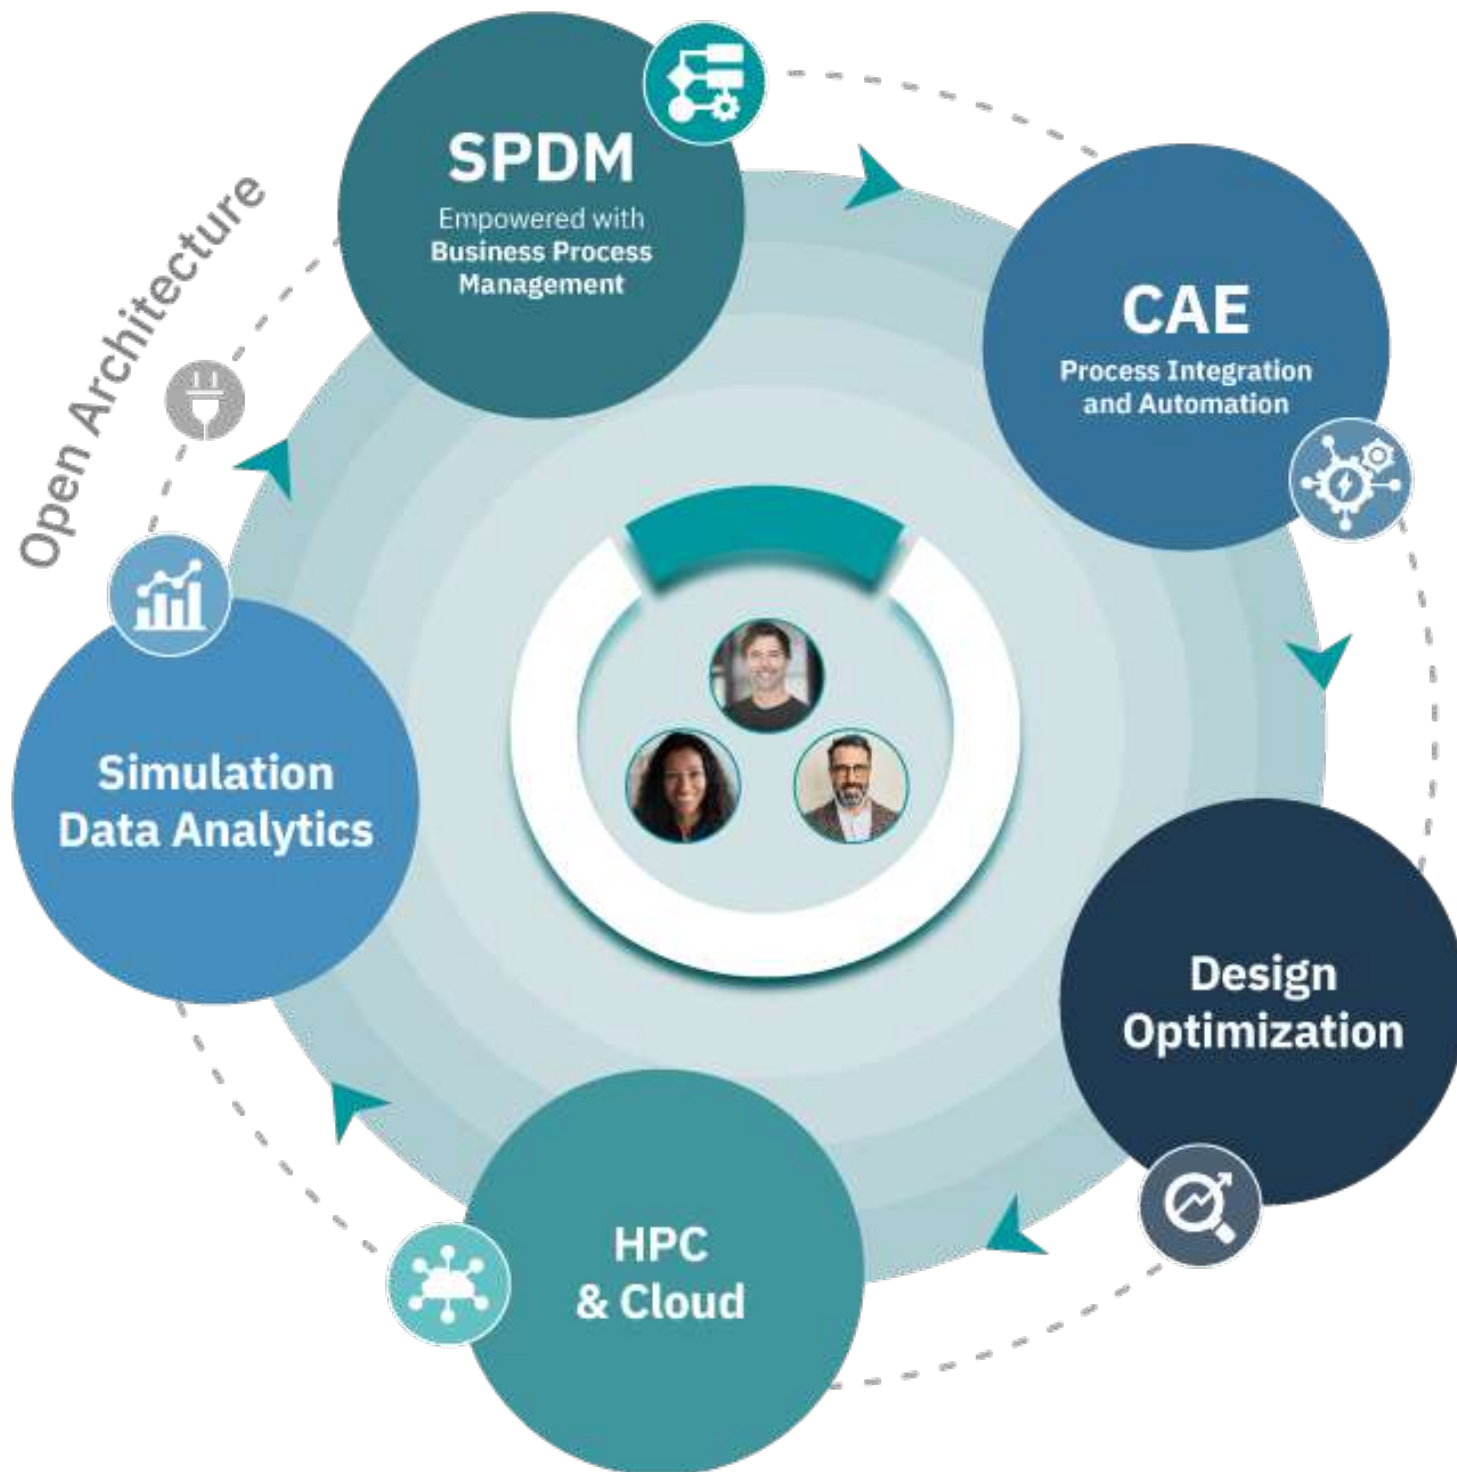 SPDM
Empowered with
Business Process
Management
CAE
Process Integration
and Automation
Design
Optimization
HPC
& Cloud
Simulation
Data Analytics
Open Architecture